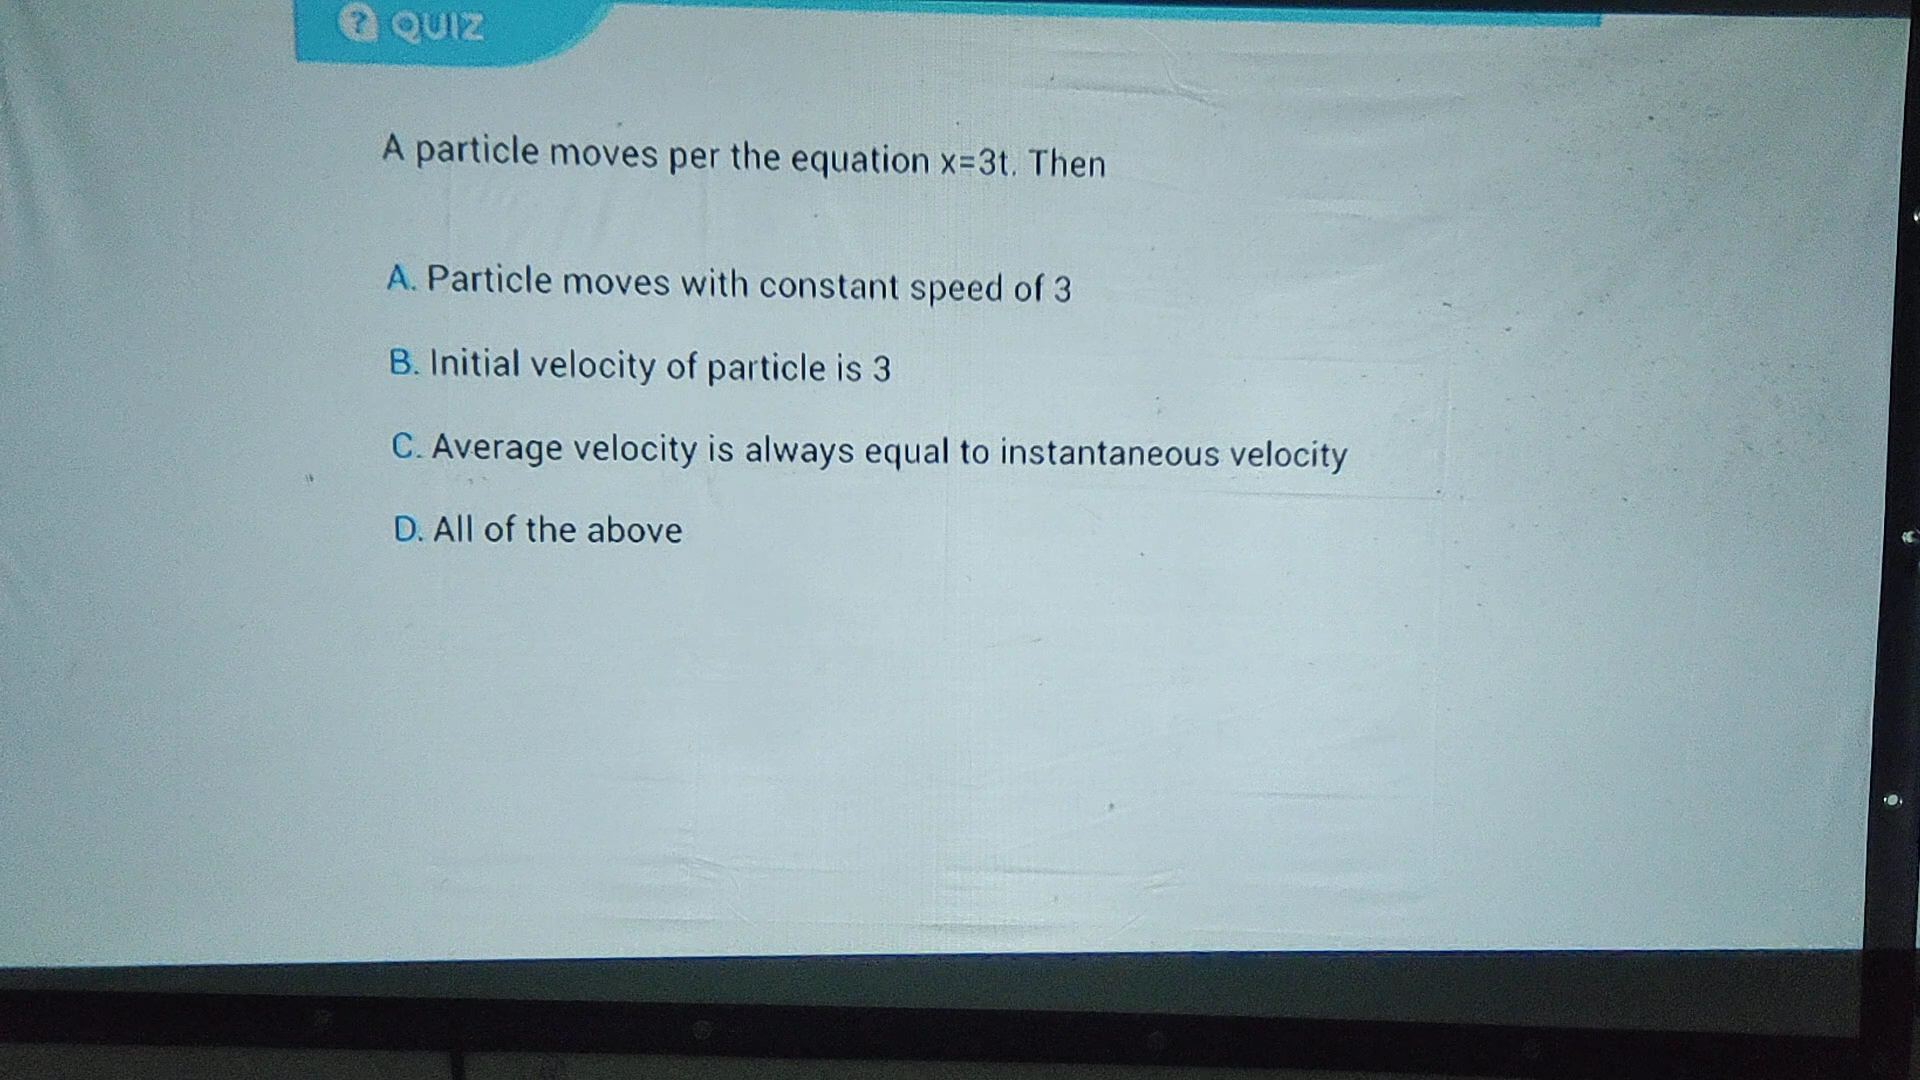 ? QUIZ
A particle moves per the equation x=3t. Then
A. Particle moves with constant speed of 3
B. Initial velocity of particle is 3
C. Average velocity is always equal to instantaneous velocity
D. All of the above